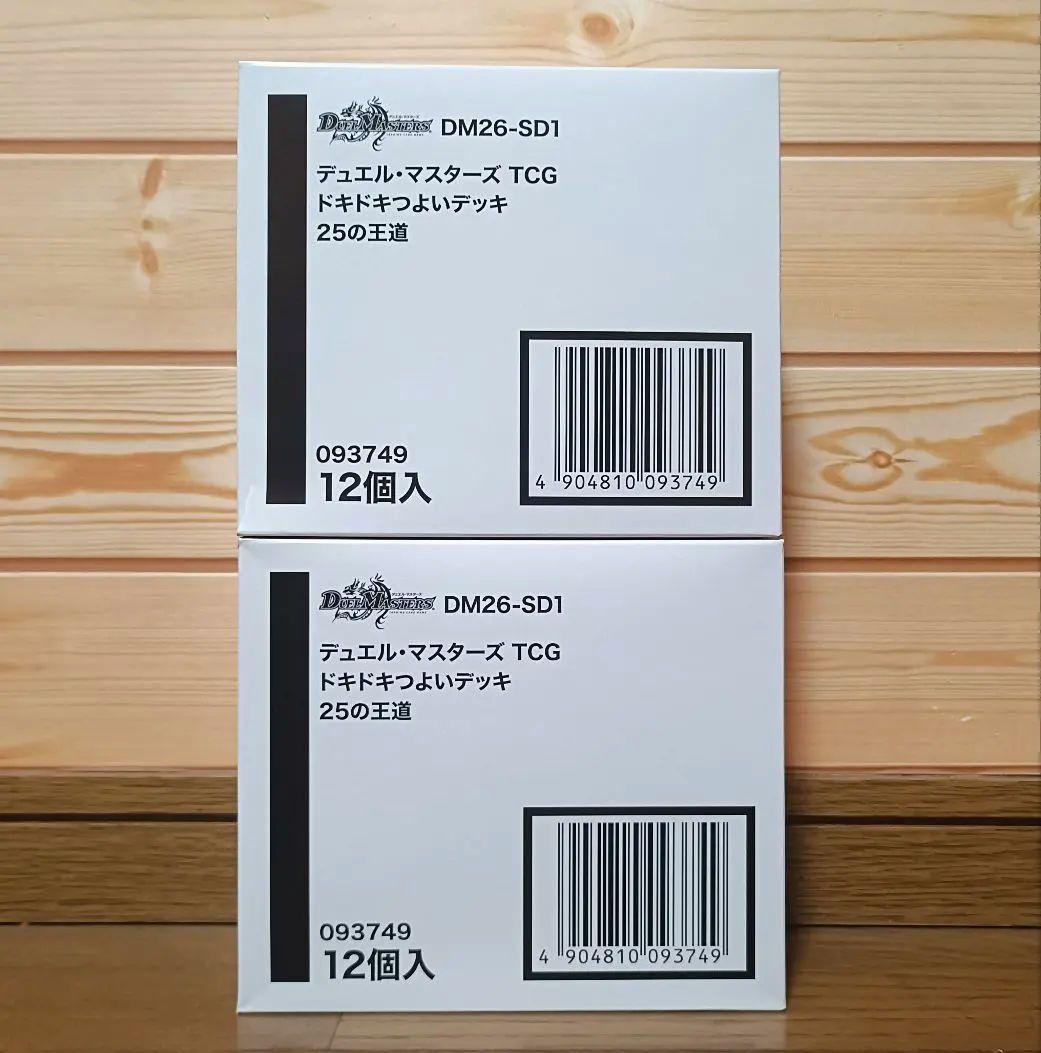 DUEL MASTERS DM26-SD1
デュエル・マスターズ TCG
ドキドキつよいデッキ
25の王道
093749
12個入
4 904810 093749
DUEL MASTERS DM26-SD1
デュエル・マスターズ TCG
ドキドキつよいデッキ
25の王道
093749
12個入
4 904810 093749